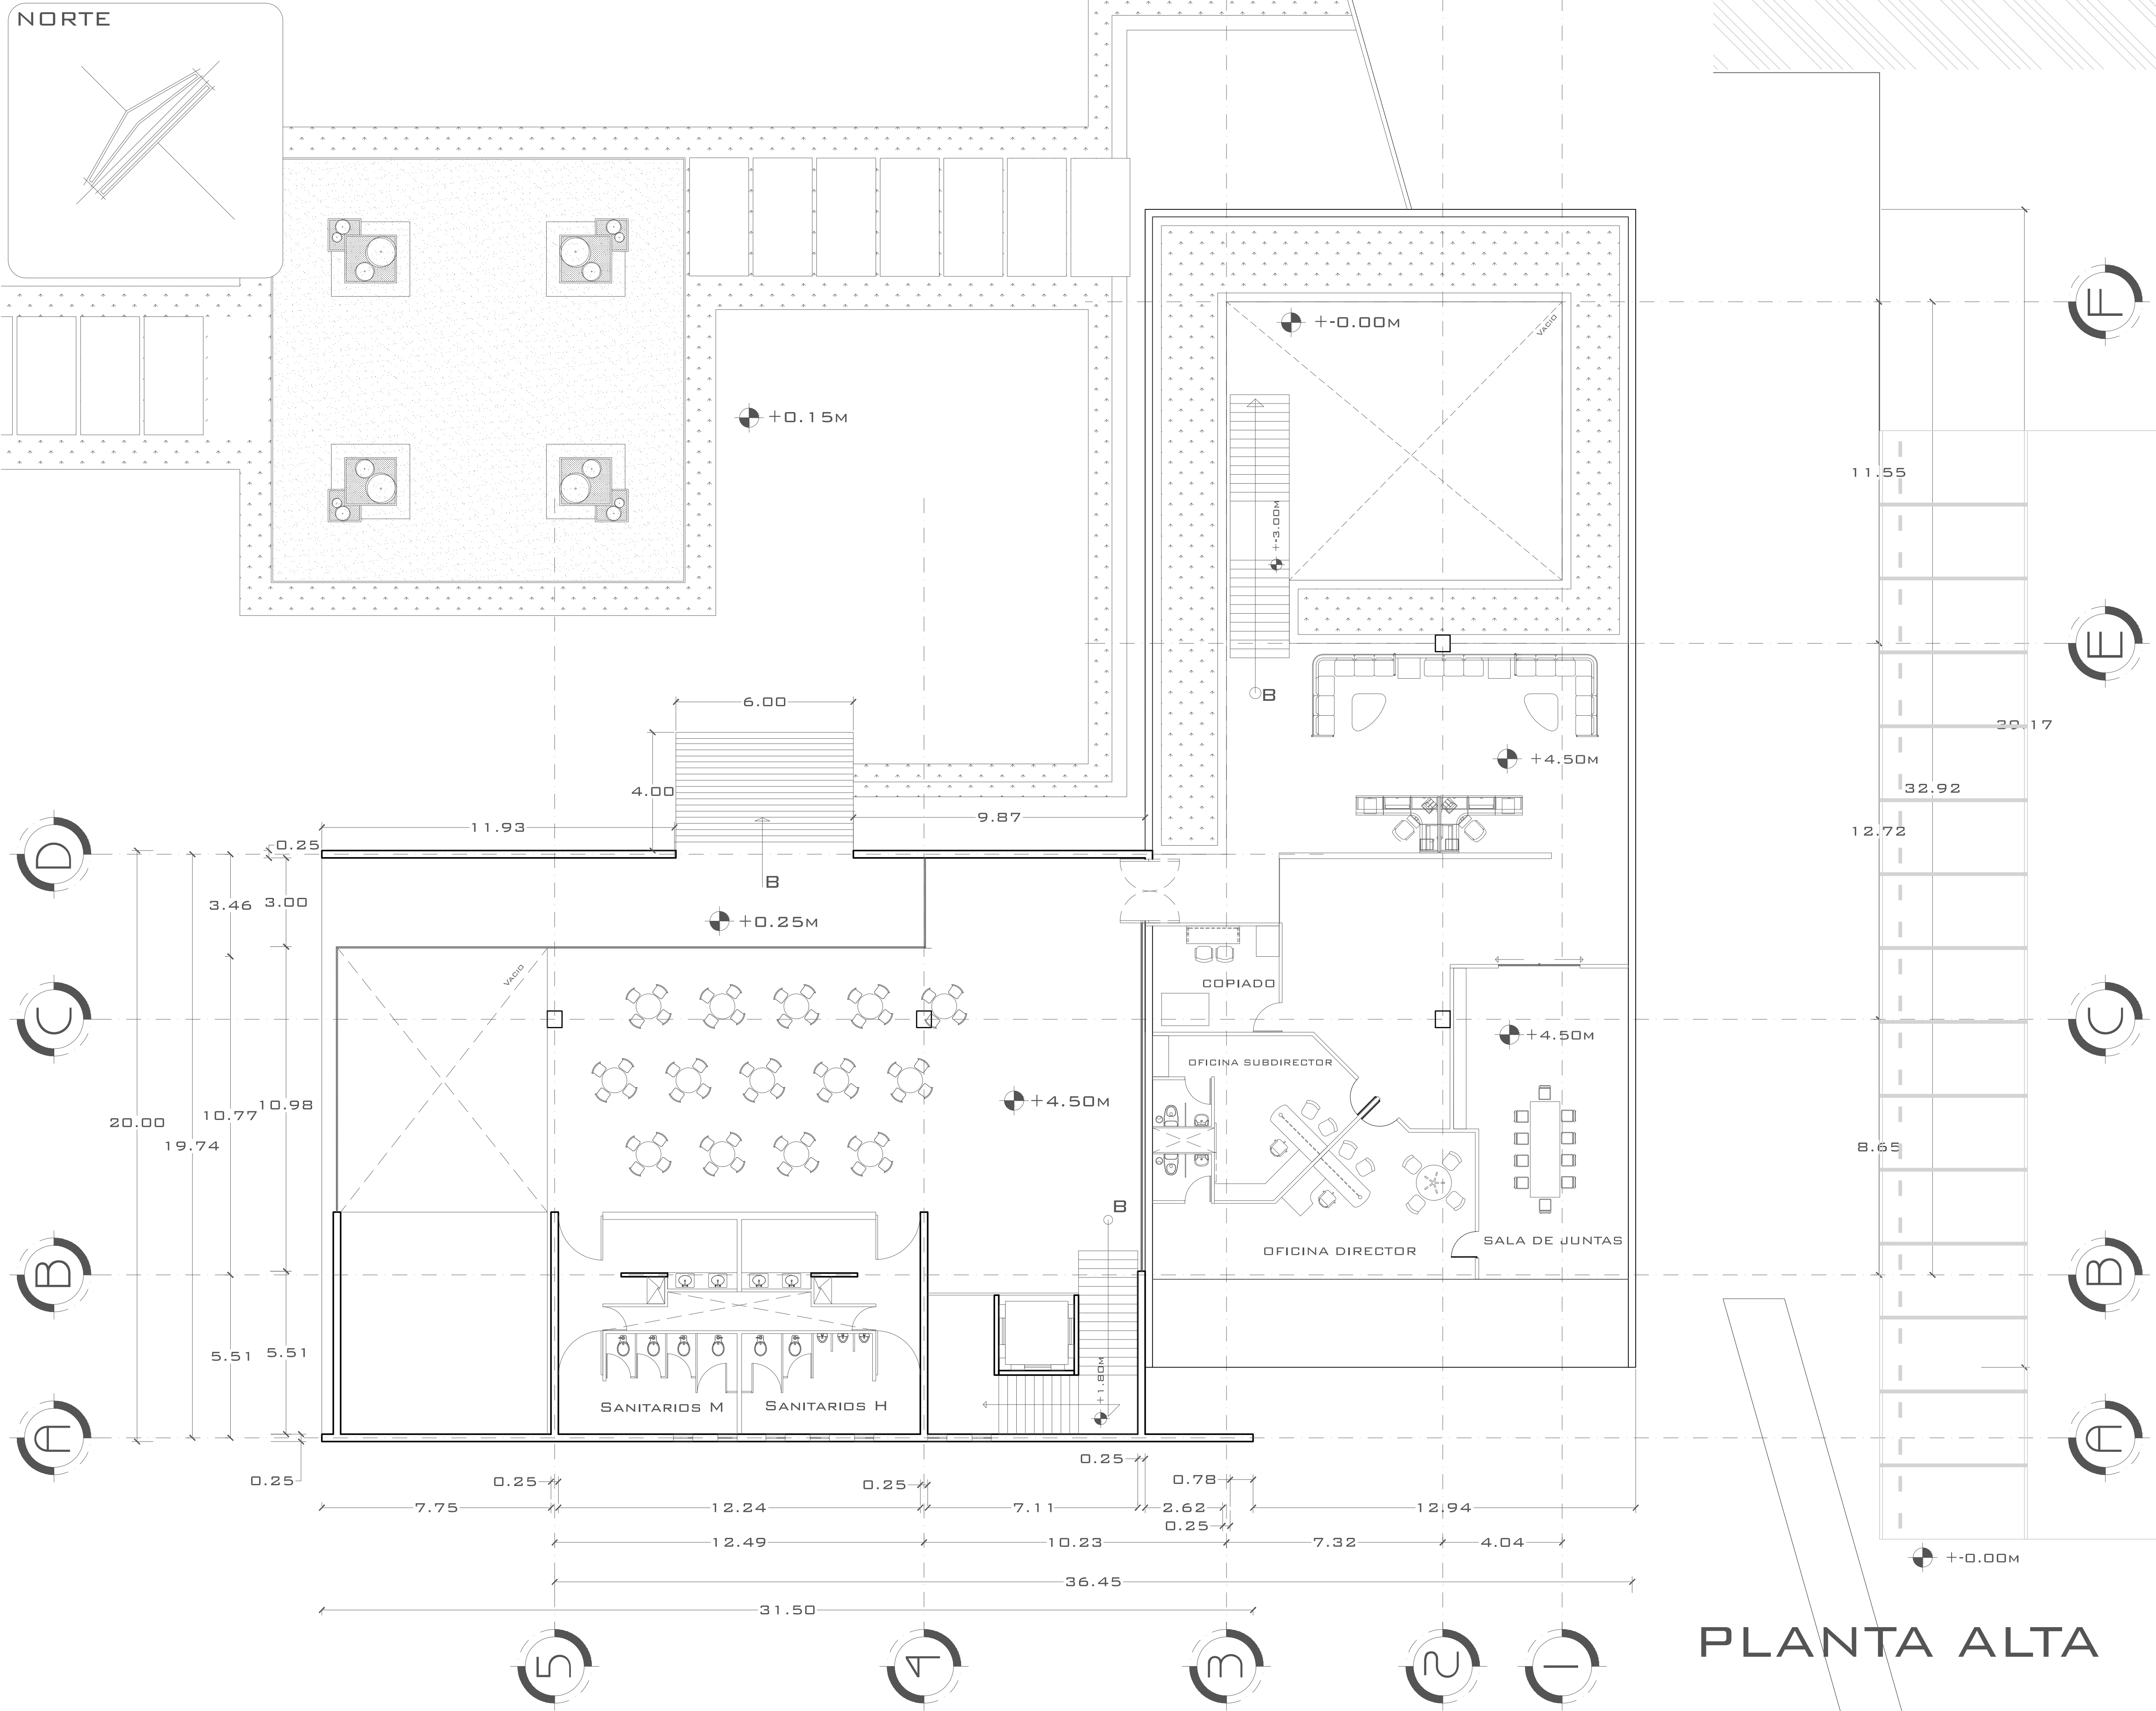 NORTE
+-0.00M
VACIO
F
+0.15M
11.55
+-3.00M
E
B
6.00
32.92
+4.50M
4.00
11.93
9.87
12.72
D
0.25
B
3.46
3.00
+0.25M
VACIO
COPIADO
C
C
+4.50M
OFICINA SUBDIRECTOR
20.00
19.74
10.77
10.98
+4.50M
8.65
B
OFICINA DIRECTOR
SALA DE JUNTAS
B
B
5.51
5.51
+1.80M
SANITARIOS M
SANITARIOS H
A
A
0.25
0.25
0.25
0.25
0.78
7.75
12.24
7.11
2.62
12.94
0.25
12.49
10.23
7.32
4.04
+-0.00M
36.45
31.50
PLANTA ALTA
5
4
3
2
1